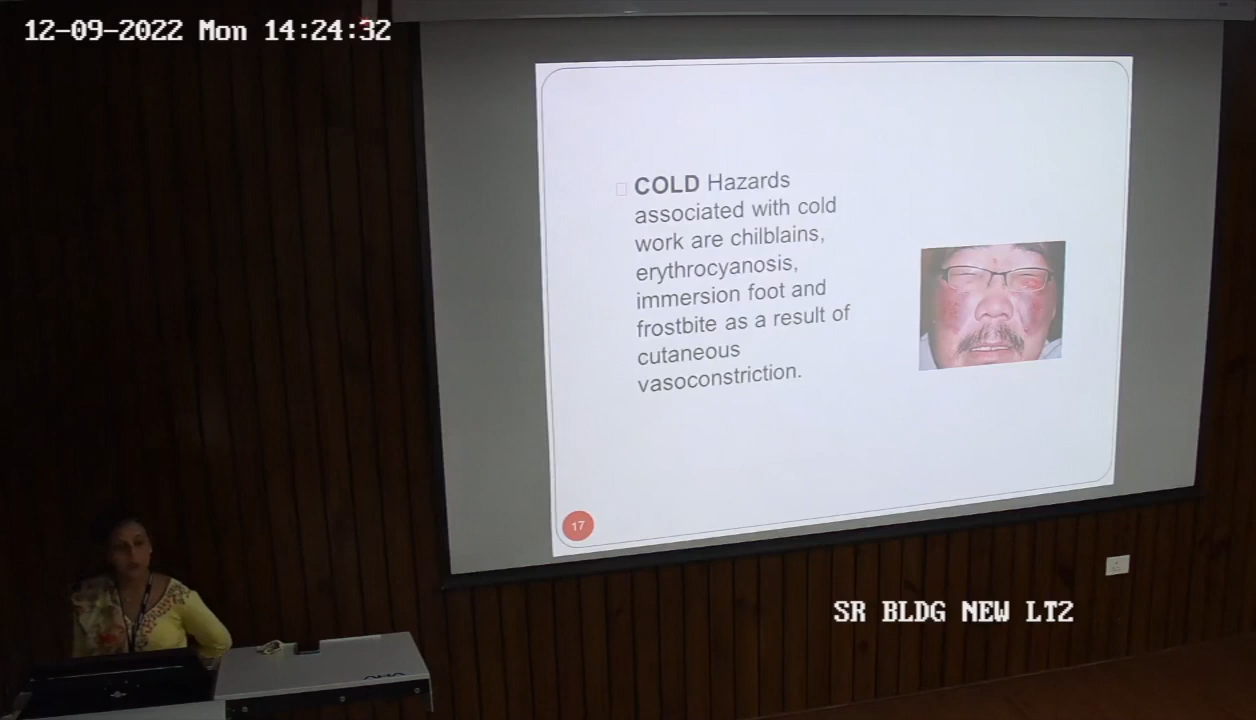 12-09-2022 Mon 14:24:32
COLD Hazards
associated with cold
work are chilblains,
erythrocyanosis,
immersion foot and
frostbite as a result of
cutaneous
vasoconstriction.
17
SR BLDG NEW LT2